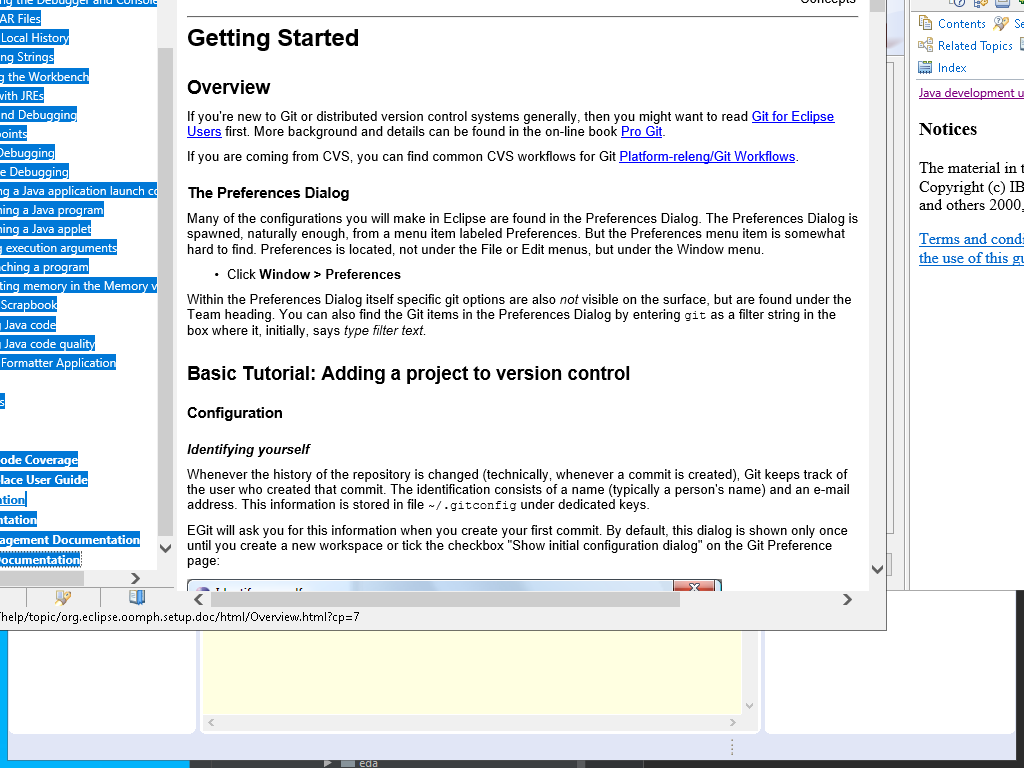 ng the Debugger and Console
AR Files
Local History
ng Strings
g the Workbench
with JREs
nd Debugging
points
Debugging
e Debugging
ng a Java application launch co
ning a Java program
ning a Java applet
g execution arguments
ching a program
ting memory in the Memory v
Scrapbook
g Java code
g Java code quality
Formatter Application
s
ode Coverage
place User Guide
ation
ntation
agement Documentation
Documentation
Concepts
Getting Started
Overview
If you're new to Git or distributed version control systems generally, then you might want to read Git for Eclipse
Users first. More background and details can be found in the on-line book Pro Git.
If you are coming from CVS, you can find common CVS workflows for Git Platform-releng/Git Workflows.
The Preferences Dialog
Many of the configurations you will make in Eclipse are found in the Preferences Dialog. The Preferences Dialog is
spawned, naturally enough, from a menu item labeled Preferences. But the Preferences menu item is somewhat
hard to find. Preferences is located, not under the File or Edit menus, but under the Window menu.
• Click Window > Preferences
Within the Preferences Dialog itself specific git options are also not visible on the surface, but are found under the
Team heading. You can also find the Git items in the Preferences Dialog by entering git as a filter string in the
box where it, initially, says type filter text.
Basic Tutorial: Adding a project to version control
Configuration
Identifying yourself
Whenever the history of the repository is changed (technically, whenever a commit is created), Git keeps track of
the user who created that commit. The identification consists of a name (typically a person's name) and an e-mail
address. This information is stored in file ~/.gitconfig under dedicated keys.
EGit will ask you for this information when you create your first commit. By default, this dialog is shown only once
until you create a new workspace or tick the checkbox "Show initial configuration dialog" on the Git Preference
page:
/help/topic/org.eclipse.oomph.setup.doc/html/Overview.html?cp=7
Contents Se
Related Topics
Index
Java development u
Notices
The material in t
Copyright (c) IB
and others 2000,
Terms and condi
the use of this gu
eda